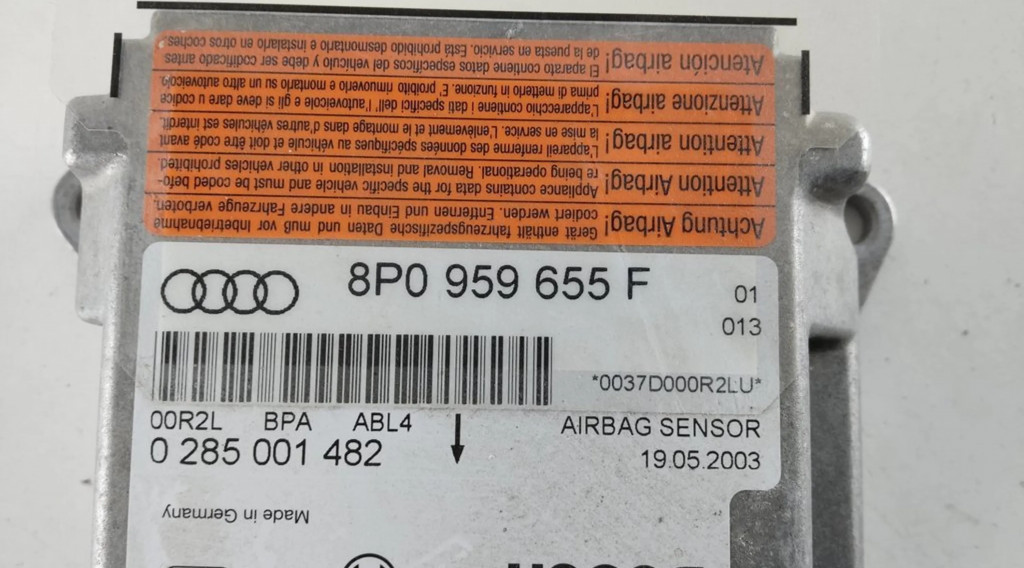 Achtung Airbag! Gerät enthält fahrzeugspezifische Daten und muß vor Inbetriebnahme
codiert werden. Entfernen und Einbau in andere Fahrzeuge verboten.
Attention Airbag! Appliance contains data for the specific vehicle and must be coded befo-
re being operational. Removal and installation in other vehicles prohibited.
Attention airbag! L'appareil renferme des données spécifiques au véhicule et doit être codé avant
la mise en service. L'enlèvement et le montage dans d'autres véhicules est interdit.
Attenzione airbag! L'apparecchio contiene i dati specifici dell' 'autoveicolo e gli si deve dare u codice
prima di metterlo in funzione. E' proibito rimuoverlo e montarlo su un altro autoveicolo.
Atención airbag! El aparato contiene datos específicos del vehículo y debe ser codificado antes
de la puesta en servicio. Está prohibido desmontarlo e instalarlo en otros coches.
8P0 959 655 F
01
013
*0037D000R2LU*
00R2L BPA ABL4
AIRBAG SENSOR
0 285 001 482
19.05.2003
Made in Germany